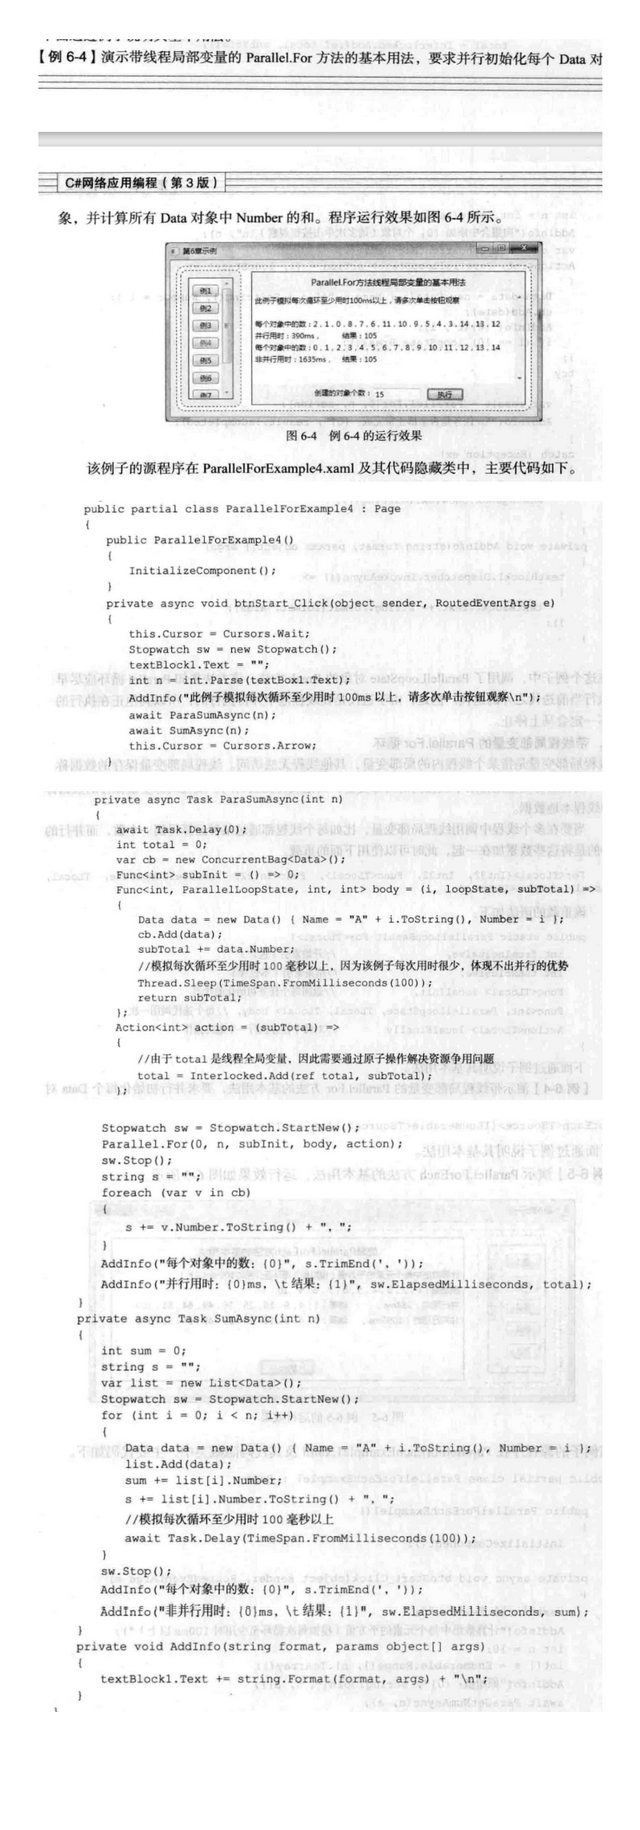 【例 6-4】演示带线程局部变量的 Parallel.For 方法的基本用法，要求并行初始化每个 Data 对
C#网络应用编程（第 3 版）
象，并计算所有 Data 对象中 Number 的和。程序运行效果如图 6-4 所示。
第6章示例
例1
例2
例3
例4
例5
例6
例7
Parallel.For方法线程局部变量的基本用法
此例子模拟每次循环至少用时100ms以上，请多次单击按钮观察
每个对象中的数：2，1，0，8，7，6，11，10，9，5，4，3，14，13，12
并行用时：390ms， 结果：105
每个对象中的数：0，1，2，3，4，5，6，7，8，9，10，11，12，13，14
非并行用时：1635ms， 结果：105
创建的对象个数： 15 执行
图 6-4 例 6-4 的运行效果
该例子的源程序在 ParallelForExample4.xaml 及其代码隐藏类中，主要代码如下。
public partial class ParallelForExample4 : Page
{
public ParallelForExample4()
{
InitializeComponent();
}
private async void btnStart_Click(object sender, RoutedEventArgs e)
{
this.Cursor = Cursors.Wait;
Stopwatch sw = new Stopwatch();
textBlock1.Text = "";
int n = int.Parse(textBox1.Text);
AddInfo("此例子模拟每次循环至少用时 100ms 以上，请多次单击按钮观察\n");
await ParaSumAsync(n);
await SumAsync(n);
this.Cursor = Cursors.Arrow;
}
private async Task ParaSumAsync(int n)
{
await Task.Delay(0);
int total = 0;
var cb = new ConcurrentBag<Data>();
Func<int> subInit = () => 0;
Func<int, ParallelLoopState, int, int> body = (i, loopState, subTotal) =>
{
Data data = new Data() { Name = "A" + i.ToString(), Number = i };
cb.Add(data);
subTotal += data.Number;
//模拟每次循环至少用时 100 毫秒以上，因为该例子每次用时很少，体现不出并行的优势
Thread.Sleep(TimeSpan.FromMilliseconds(100));
return subTotal;
};
Action<int> action = (subTotal) =>
{
//由于 total 是线程全局变量，因此需要通过原子操作解决资源争用问题
total = Interlocked.Add(ref total, subTotal);
};
Stopwatch sw = Stopwatch.StartNew();
Parallel.For(0, n, subInit, body, action);
sw.Stop();
string s = "";
foreach (var v in cb)
{
s += v.Number.ToString() + "，";
}
AddInfo("每个对象中的数：{0}", s.TrimEnd('，'));
AddInfo("并行用时：{0}ms，\t 结果：{1}", sw.ElapsedMilliseconds, total);
}
private async Task SumAsync(int n)
{
int sum = 0;
string s = "";
var list = new List<Data>();
Stopwatch sw = Stopwatch.StartNew();
for (int i = 0; i < n; i++)
{
Data data = new Data() { Name = "A" + i.ToString(), Number = i };
list.Add(data);
sum += list[i].Number;
s += list[i].Number.ToString() + "，";
//模拟每次循环至少用时 100 毫秒以上
await Task.Delay(TimeSpan.FromMilliseconds(100));
}
sw.Stop();
AddInfo("每个对象中的数：{0}", s.TrimEnd('，'));
AddInfo("非并行用时：{0}ms，\t 结果：{1}", sw.ElapsedMilliseconds, sum);
}
private void AddInfo(string format, params object[] args)
{
textBlock1.Text += string.Format(format, args) + "\n";
}